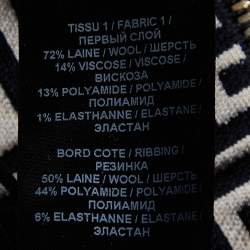 TISSU 1 / FABRIC 1 /
ПЕРВЫЙ СЛОЙ
72% LAINE / WOOL / ШЕРСТЬ
14% VISCOSE / VISCOSE /
ВИСКОЗА
13% POLYAMIDE / POLYAMIDE /
ПОЛИАМИД
1% ELASTHANNE / ELASTANE /
ЭЛАСТАН
BORD COTE / RIBBING /
РЕЗИНКА
50% LAINE / WOOL / ШЕРСТЬ
44% POLYAMIDE / POLYAMIDE /
ПОЛИАМИД
6% ELASTHANNE / ELASTANE /
ЭЛАСТАН